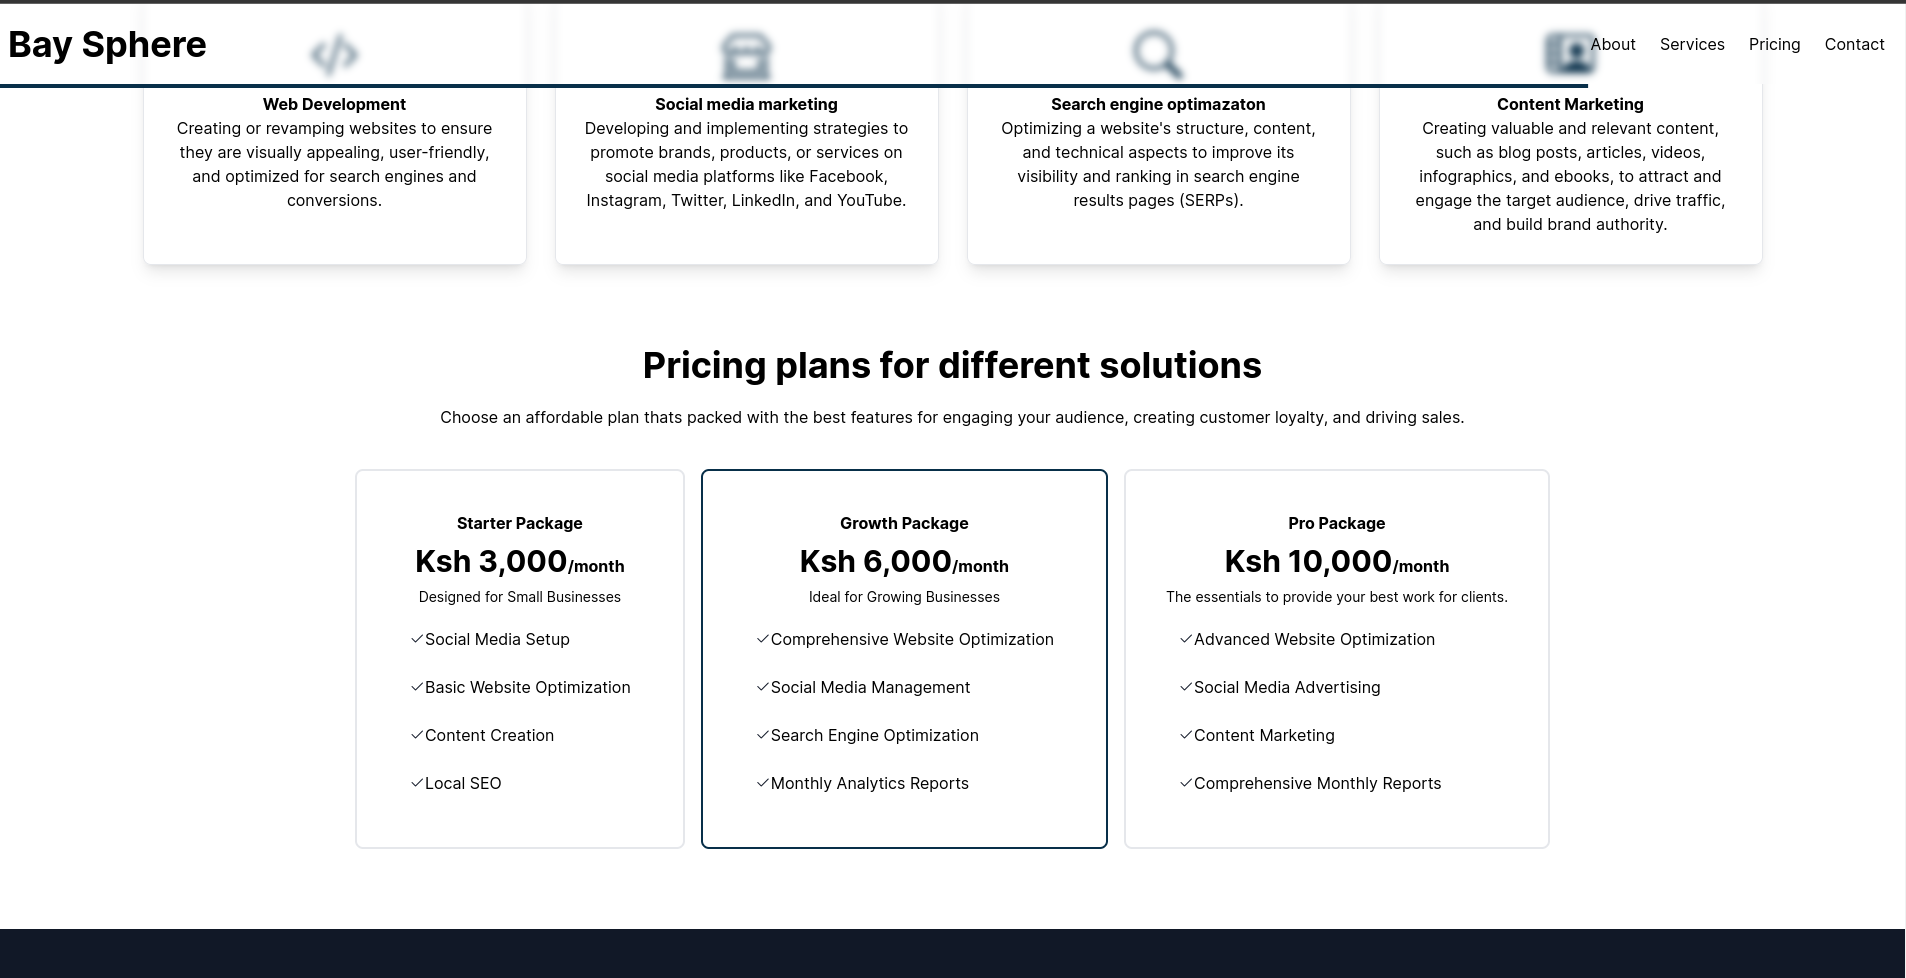 Bay Sphere
About
Services
Pricing
Contact
Web Development
Creating or revamping websites to ensure
they are visually appealing, user-friendly,
and optimized for search engines and
conversions.
Social media marketing
Developing and implementing strategies to
promote brands, products, or services on
social media platforms like Facebook,
Instagram, Twitter, LinkedIn, and YouTube.
Search engine optimazaton
Optimizing a website's structure, content,
and technical aspects to improve its
visibility and ranking in search engine
results pages (SERPs).
Content Marketing
Creating valuable and relevant content,
such as blog posts, articles, videos,
infographics, and ebooks, to attract and
engage the target audience, drive traffic,
and build brand authority.
Pricing plans for different solutions
Choose an affordable plan thats packed with the best features for engaging your audience, creating customer loyalty, and driving sales.
Starter Package
Ksh 3,000/month
Designed for Small Businesses
Social Media Setup
Basic Website Optimization
Content Creation
Local SEO
Growth Package
Ksh 6,000/month
Ideal for Growing Businesses
Comprehensive Website Optimization
Social Media Management
Search Engine Optimization
Monthly Analytics Reports
Pro Package
Ksh 10,000/month
The essentials to provide your best work for clients.
Advanced Website Optimization
Social Media Advertising
Content Marketing
Comprehensive Monthly Reports